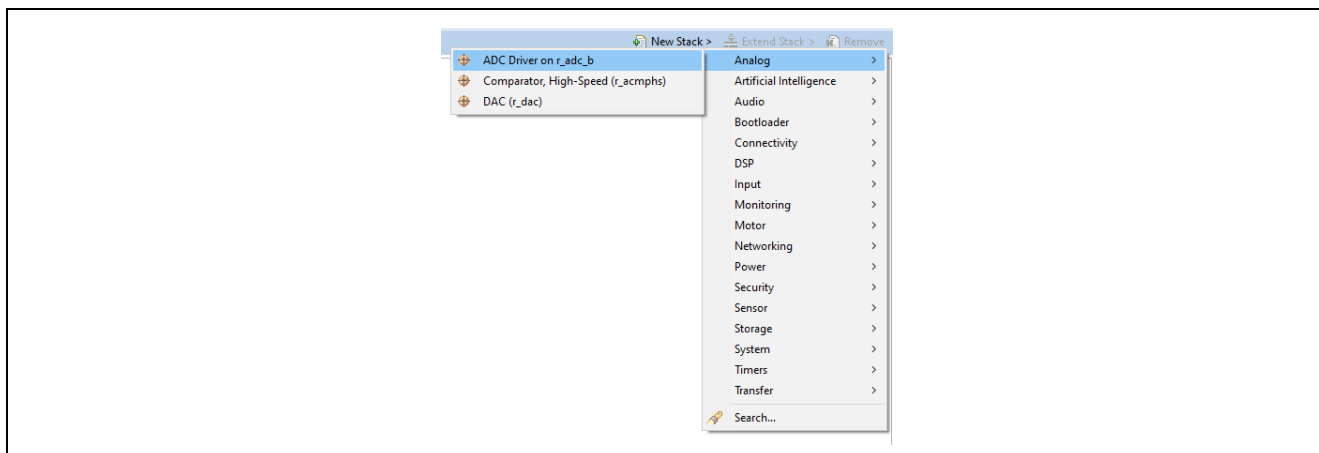 New Stack > Extend Stack > Remove
ADC Driver on r_adc_b
Comparator, High-Speed (r_acmphs)
DAC (r_dac)
Analog >
Artificial Intelligence >
Audio >
Bootloader >
Connectivity >
DSP >
Input >
Monitoring >
Motor >
Networking >
Power >
Security >
Sensor >
Storage >
System >
Timers >
Transfer >
Search...